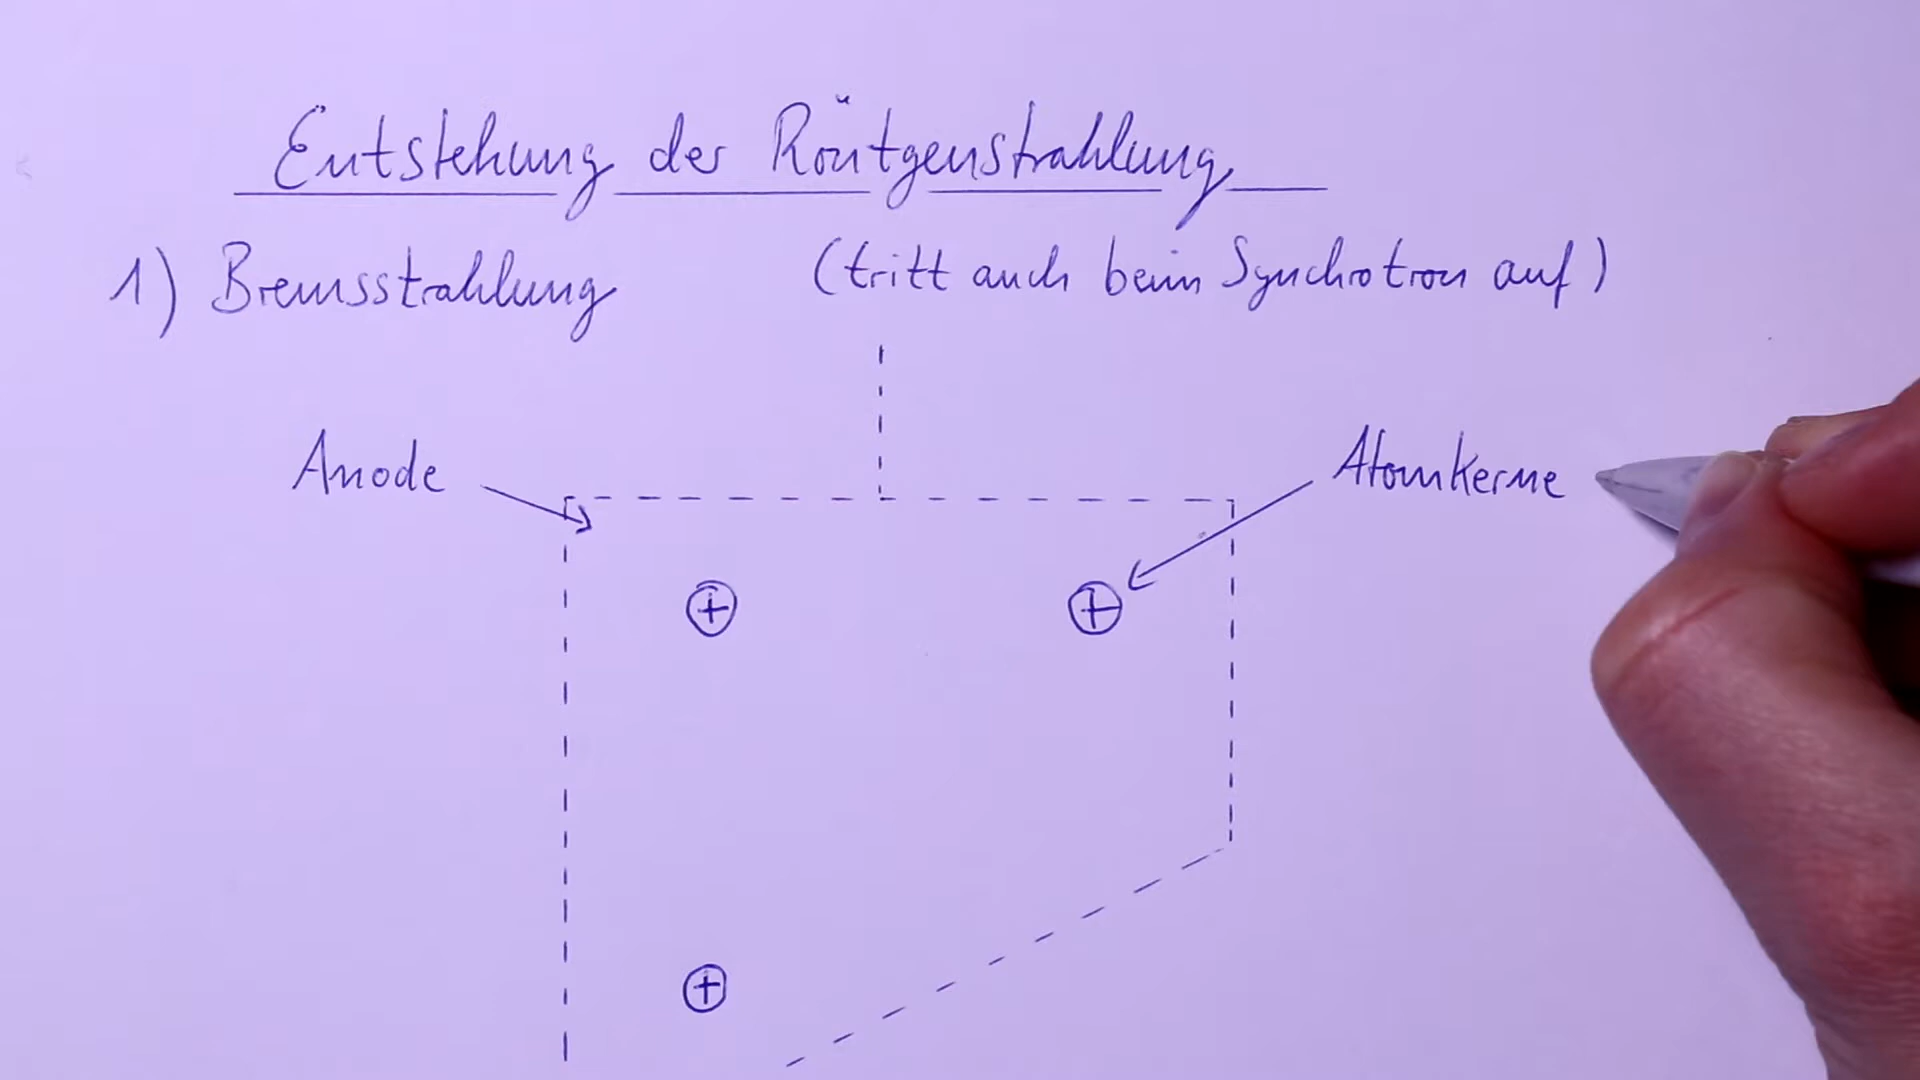 Entstehung der Röntgenstrahlung
1) Bremsstrahlung (tritt auch beim Synchrotron auf)
Anode
Atomkerne
+ +
+